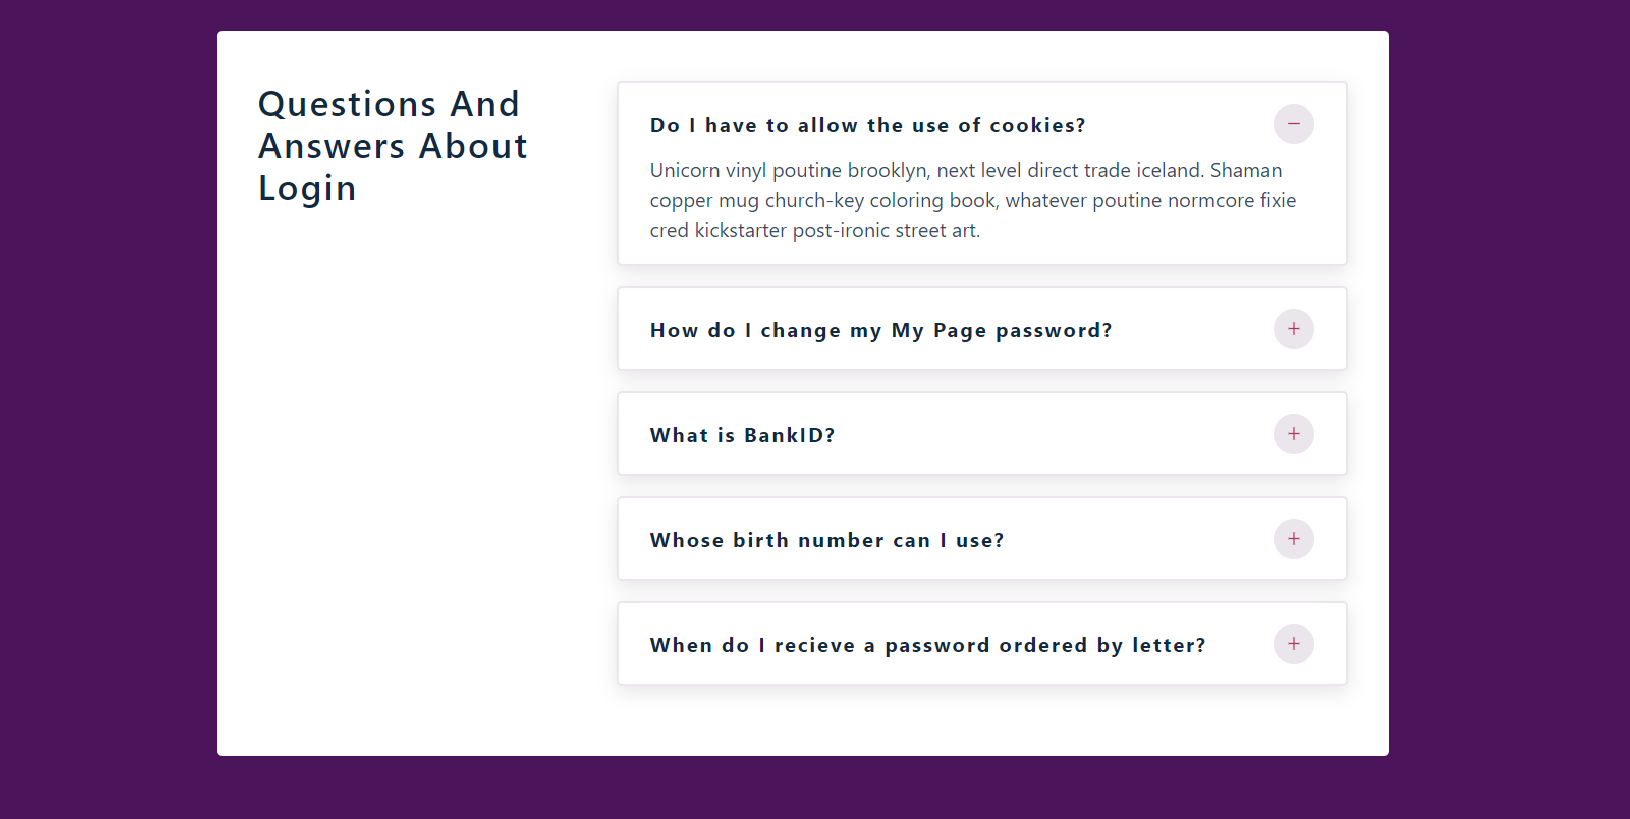 Questions And
Answers About
Login
Do I have to allow the use of cookies?
Unicorn vinyl poutine brooklyn, next level direct trade iceland. Shaman
copper mug church-key coloring book, whatever poutine normcore fixie
cred kickstarter post-ironic street art.
How do I change my My Page password?
What is BankID?
Whose birth number can I use?
When do I recieve a password ordered by letter?